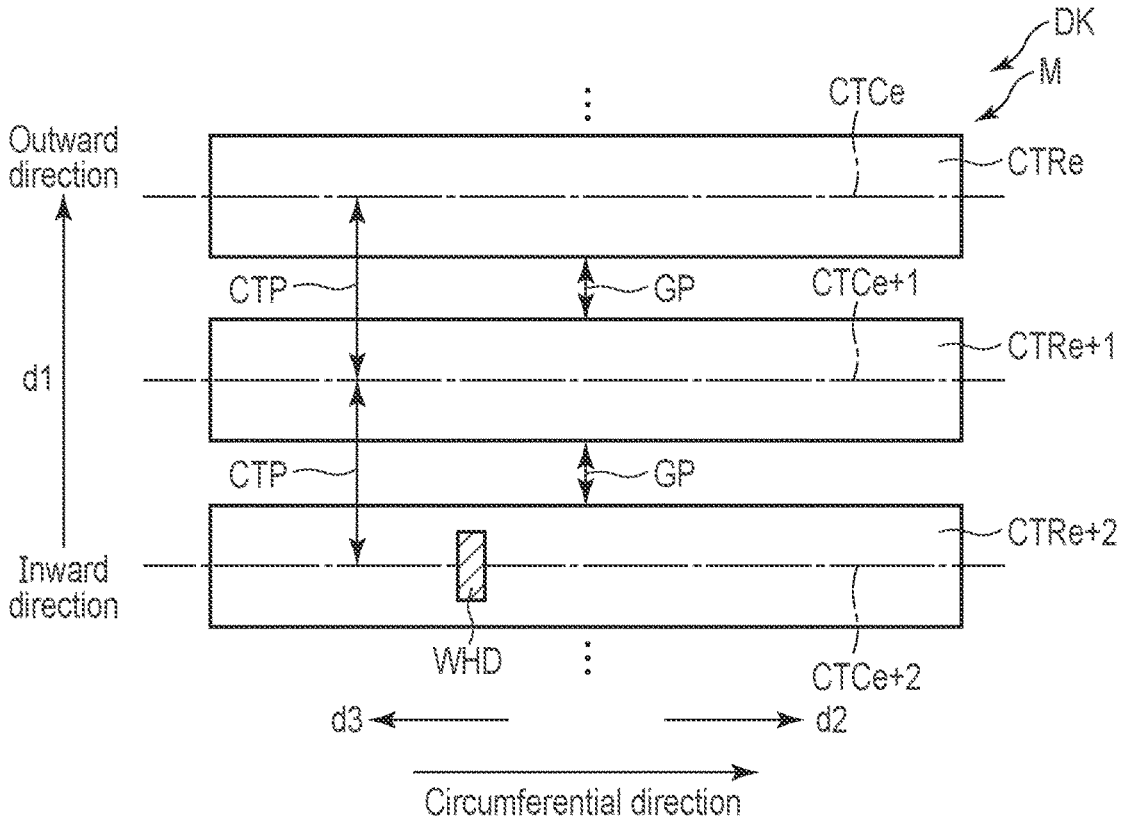 DK
M
CTCe
Outward
direction
CTRe
CTP
GP
CTCe+1
CTRe+1
d1
CTP
GP
CTRe+2
Inward
direction
WHD
CTCe+2
d3
d2
Circumferential direction